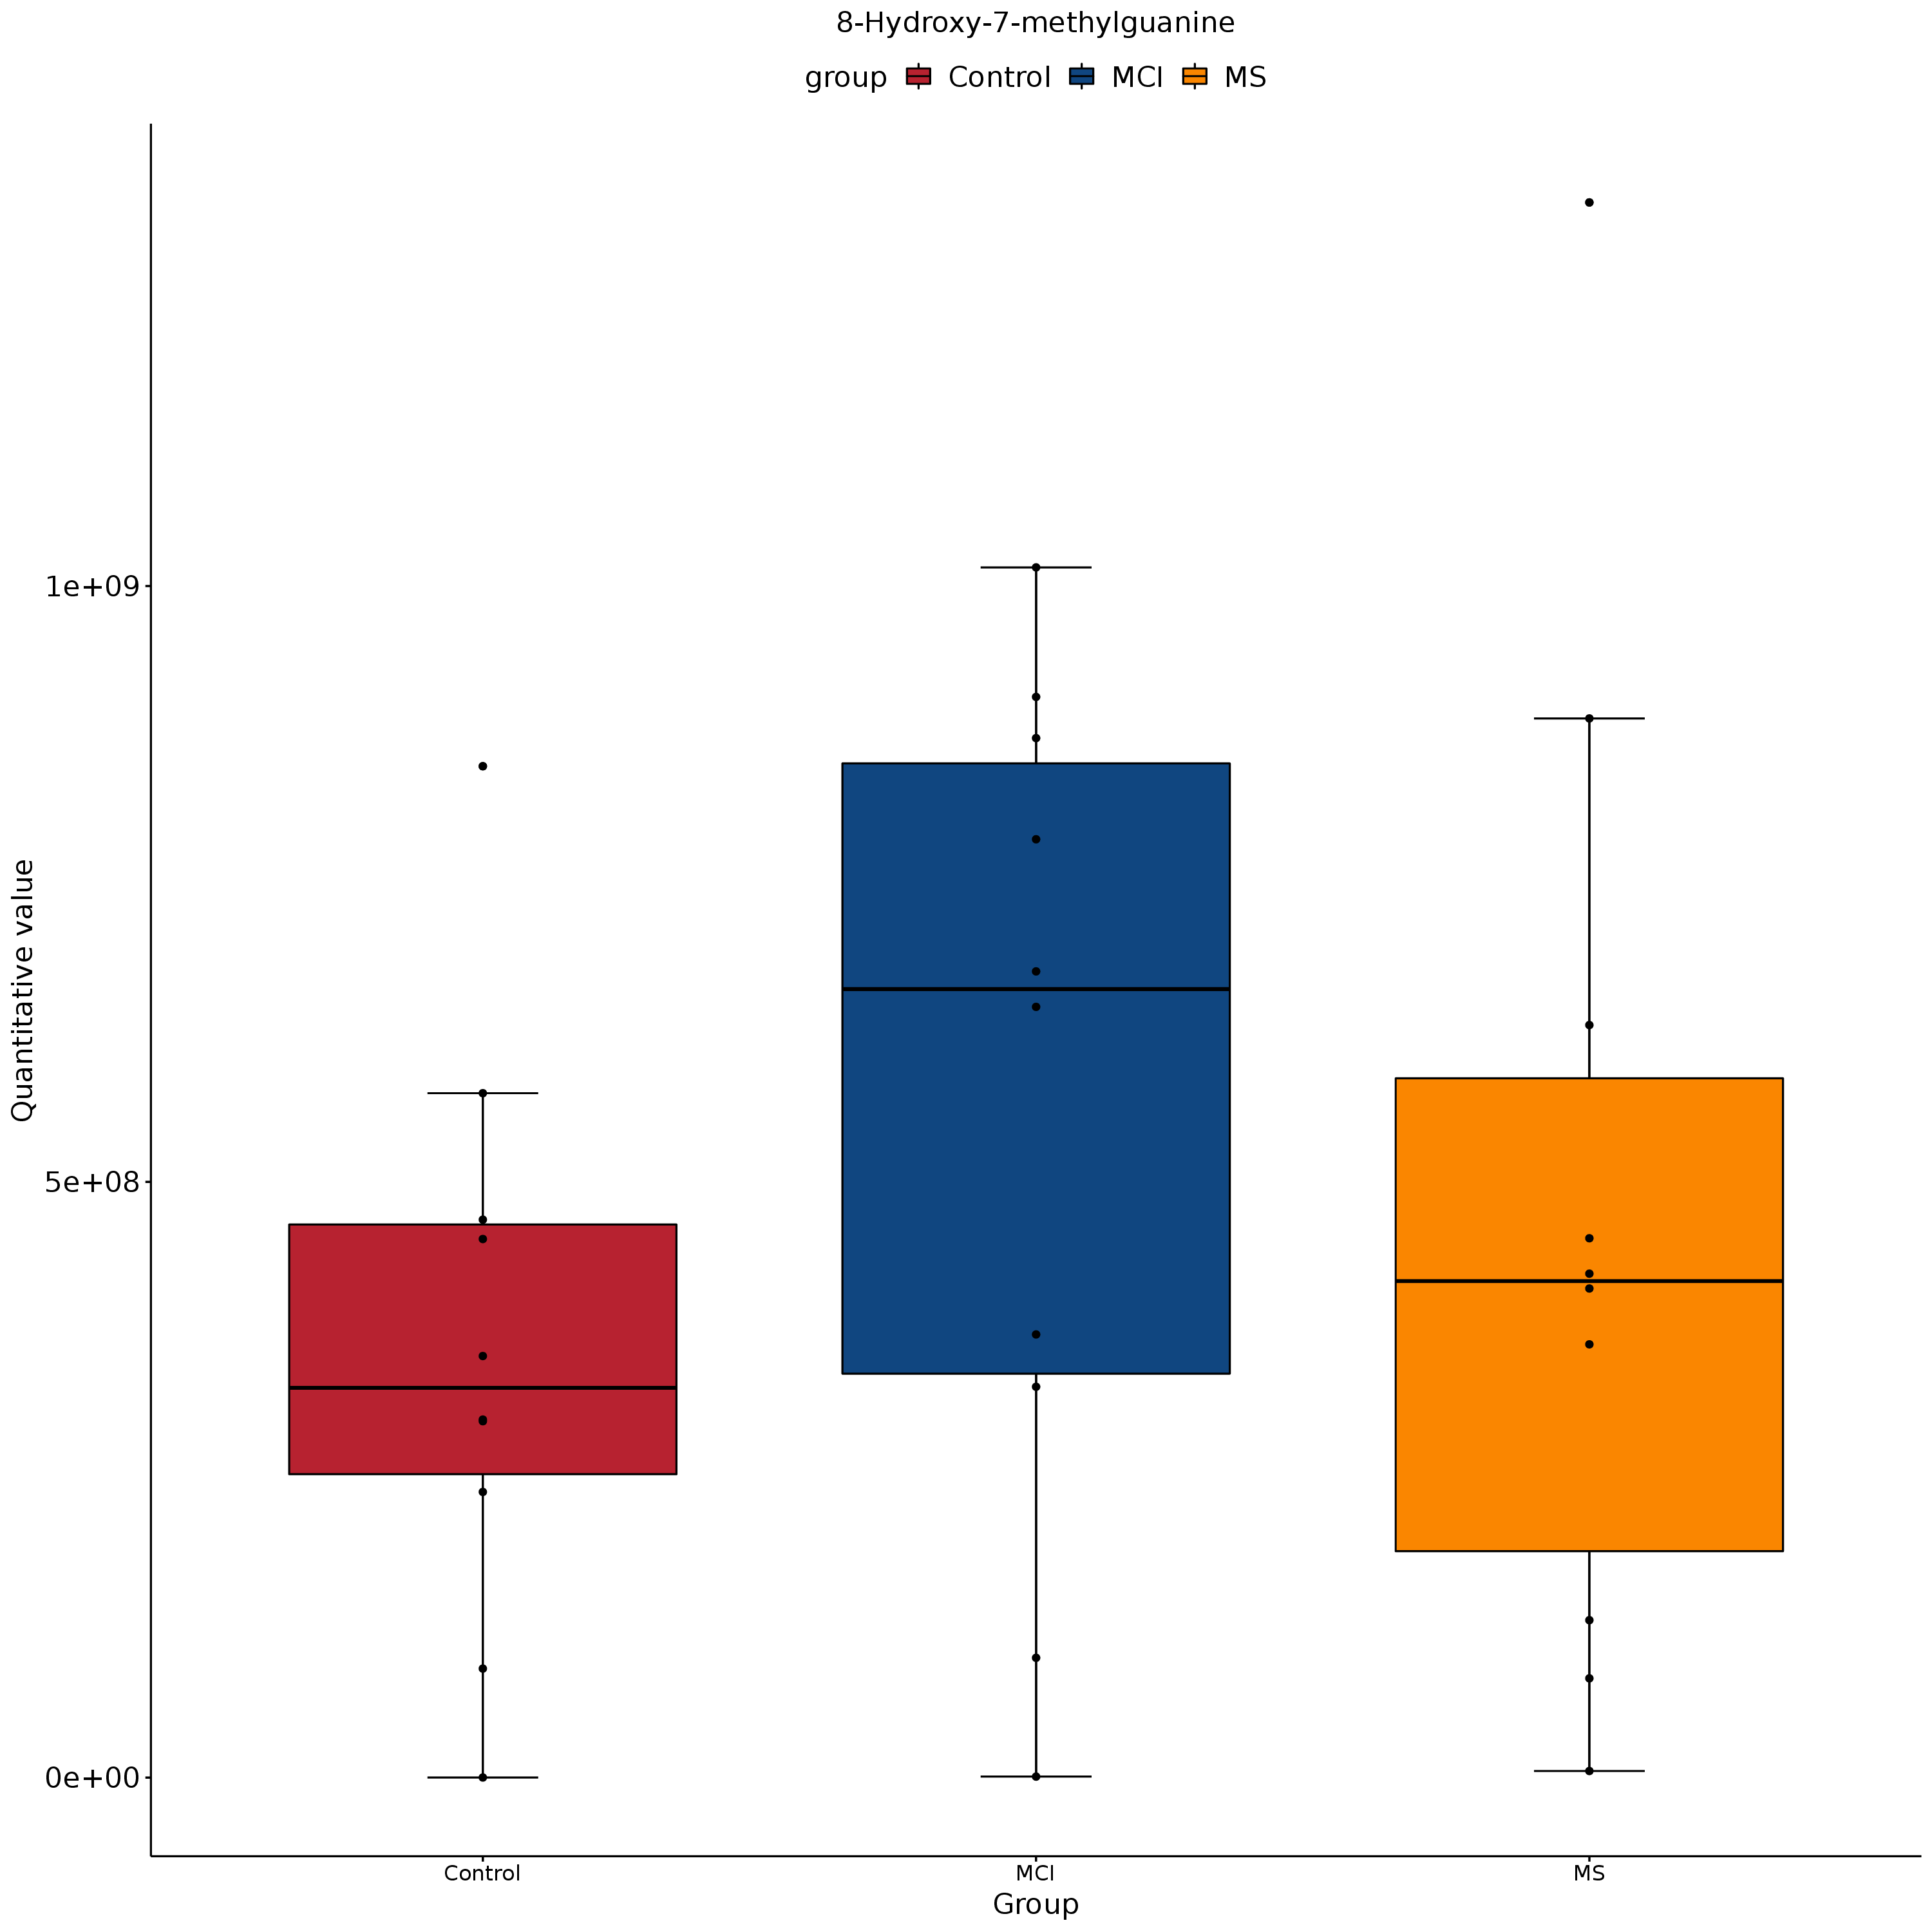 8-Hydroxy-7-methylguanine
group Control MCI MS
Quantitative value
1e+09
5e+08
0e+00
Control MCI MS
Group